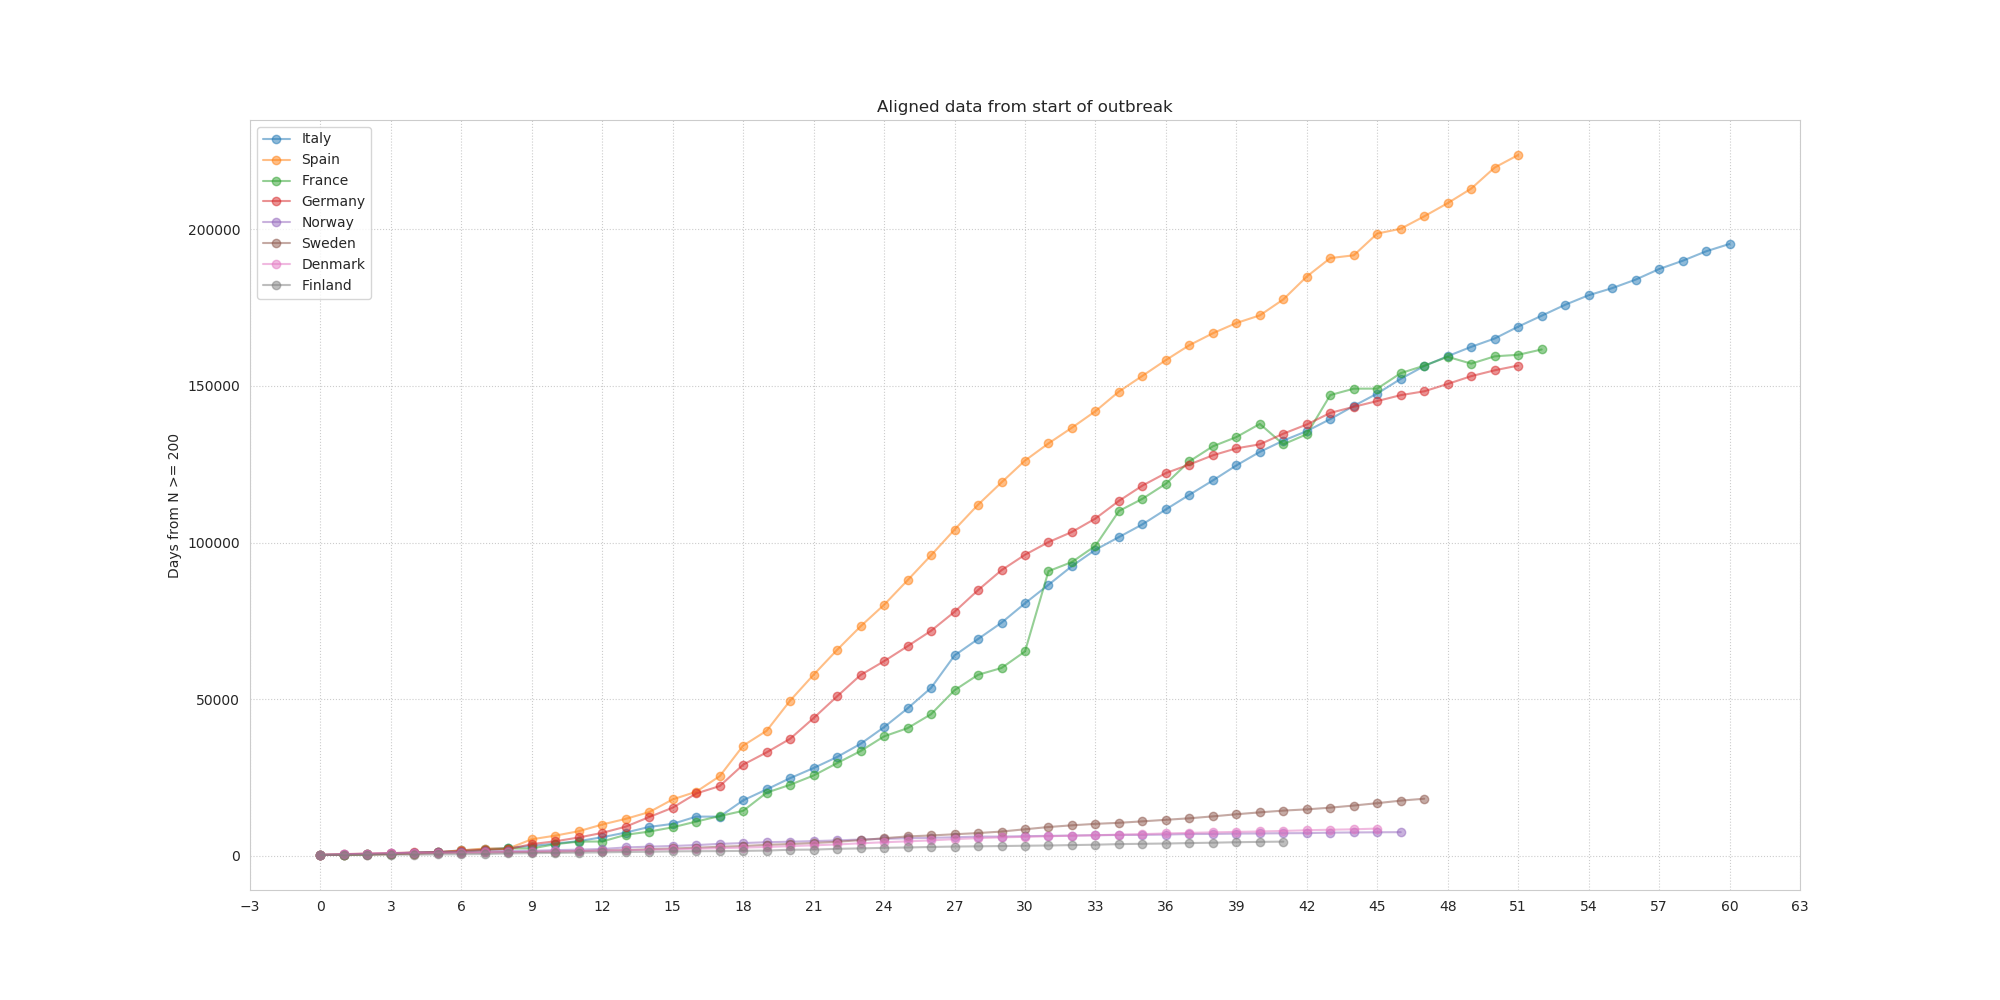 Aligned data from start of outbreak
Italy
Spain
France
Germany
Norway
Sweden
Denmark
Finland
200000
150000
100000
50000
0
Days from N >= 200
−3 0 3 6 9 12 15 18 21 24 27 30 33 36 39 42 45 48 51 54 57 60 63